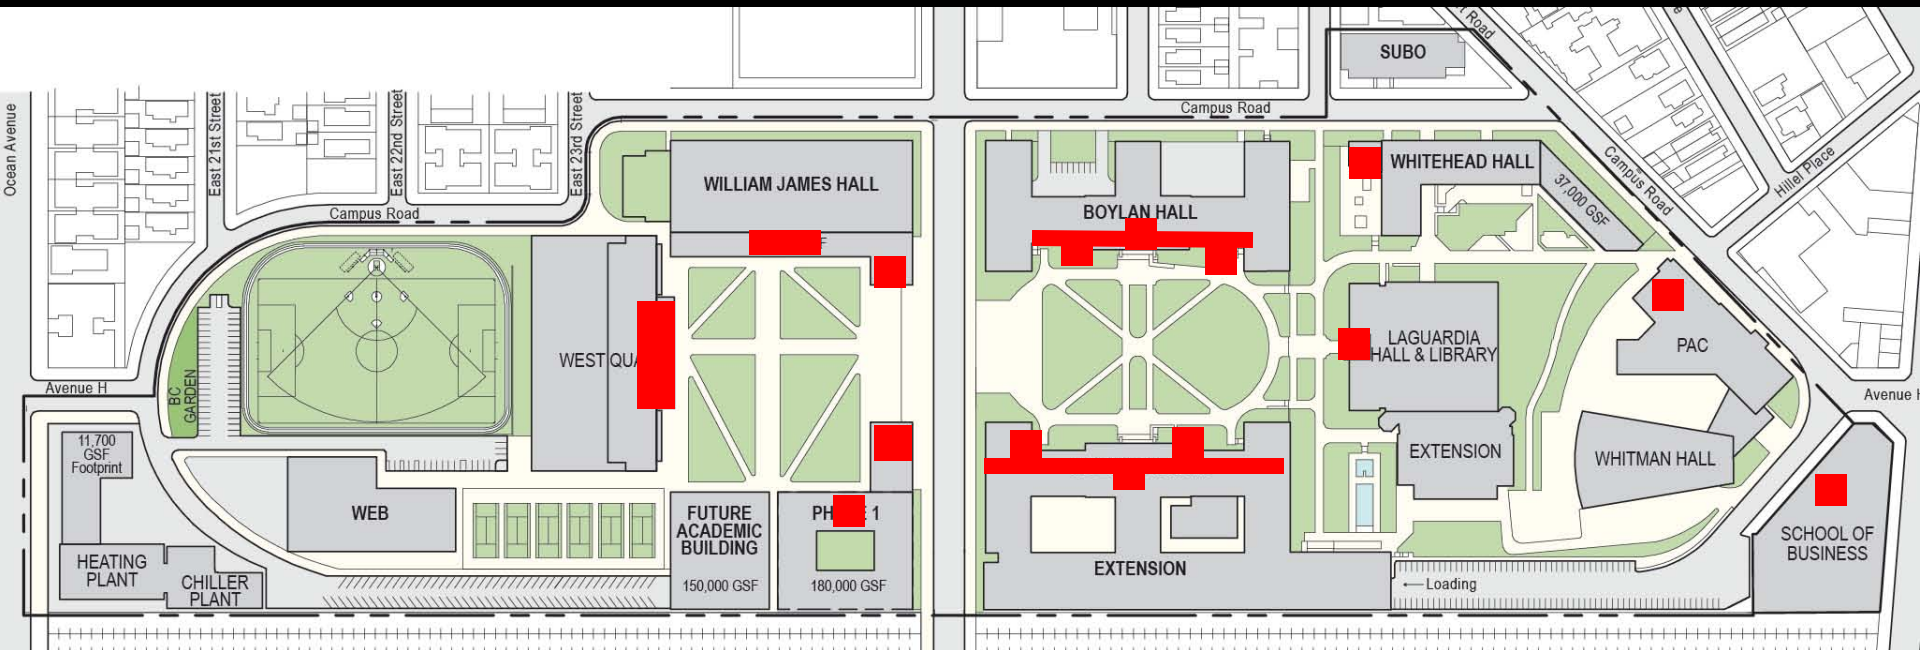 SUBO
Campus Road
Campus Road
Hillel Place
Ocean Avenue
East 21st Street
East 22nd Street
East 23rd Street
WILLIAM JAMES HALL
BOYLAN HALL
WHITEHEAD HALL
37,000 GSF
Campus Road
WEST
LAGUARDIA
HALL & LIBRARY
PAC
Avenue H
BC
GARDEN
Avenue
11,700
GSF
Footprint
EXTENSION
WHITMAN HALL
WEB
FUTURE
ACADEMIC
BUILDING
150,000 GSF
1
180,000 GSF
EXTENSION
SCHOOL OF
BUSINESS
HEATING
PLANT
CHILLER
PLANT
Loading